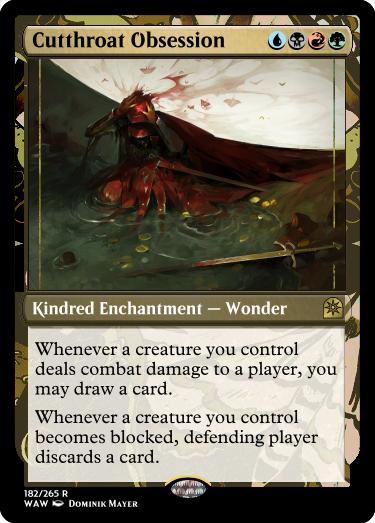 Cutthroat Obsession
Kindred Enchantment — Wonder
Whenever a creature you control
deals combat damage to a player, you
may draw a card.
Whenever a creature you control
becomes blocked, defending player
discards a card.
182/265 R
WAW Dominik Mayer